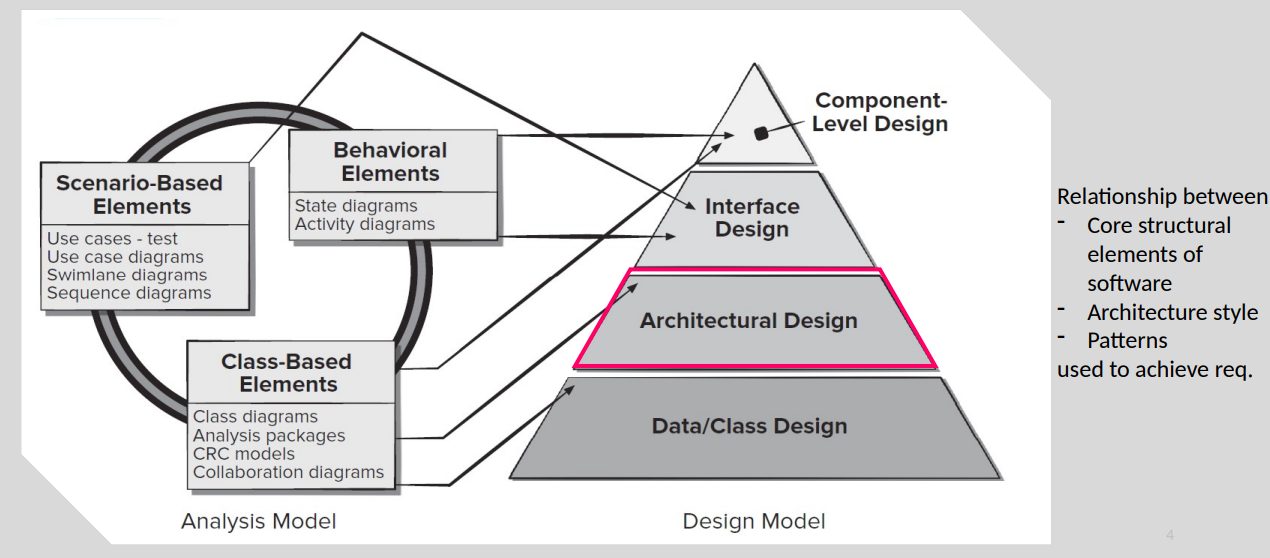 Scenario-Based
Elements
Use cases - test
Use case diagrams
Swimlane diagrams
Sequence diagrams
Behavioral
Elements
State diagrams
Activity diagrams
Class-Based
Elements
Class diagrams
Analysis packages
CRC models
Collaboration diagrams
Analysis Model
Component-
Level Design
Interface
Design
Architectural Design
Data/Class Design
Design Model
Relationship between
- Core structural
elements of
software
- Architecture style
- Patterns
used to achieve req.
4